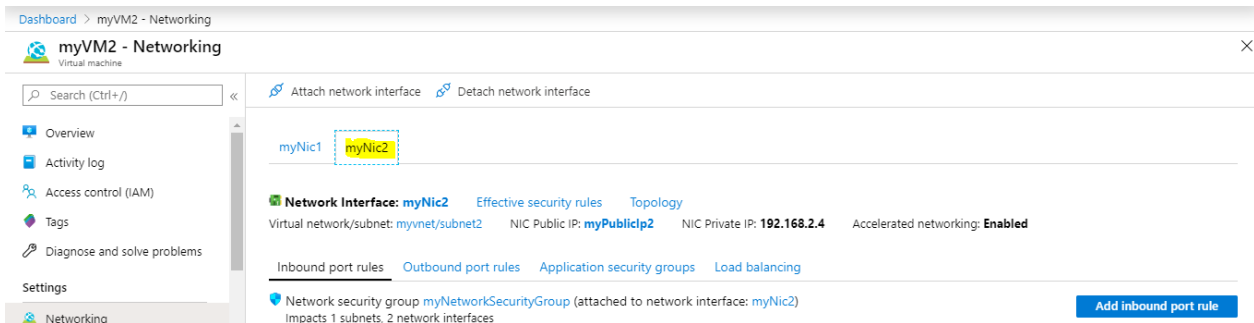 Dashboard > myVM2 - Networking
myVM2 - Networking
Virtual machine
Search (Ctrl+/)
«
Overview
Activity log
Access control (IAM)
Tags
Diagnose and solve problems
Settings
Networking
Attach network interface Detach network interface
myNic1 myNic2
Network Interface: myNic2 Effective security rules Topology
Virtual network/subnet: myvnet/subnet2 NIC Public IP: myPublicIp2 NIC Private IP: 192.168.2.4 Accelerated networking: Enabled
Inbound port rules Outbound port rules Application security groups Load balancing
Network security group myNetworkSecurityGroup (attached to network interface: myNic2)
Impacts 1 subnets, 2 network interfaces
Add inbound port rule